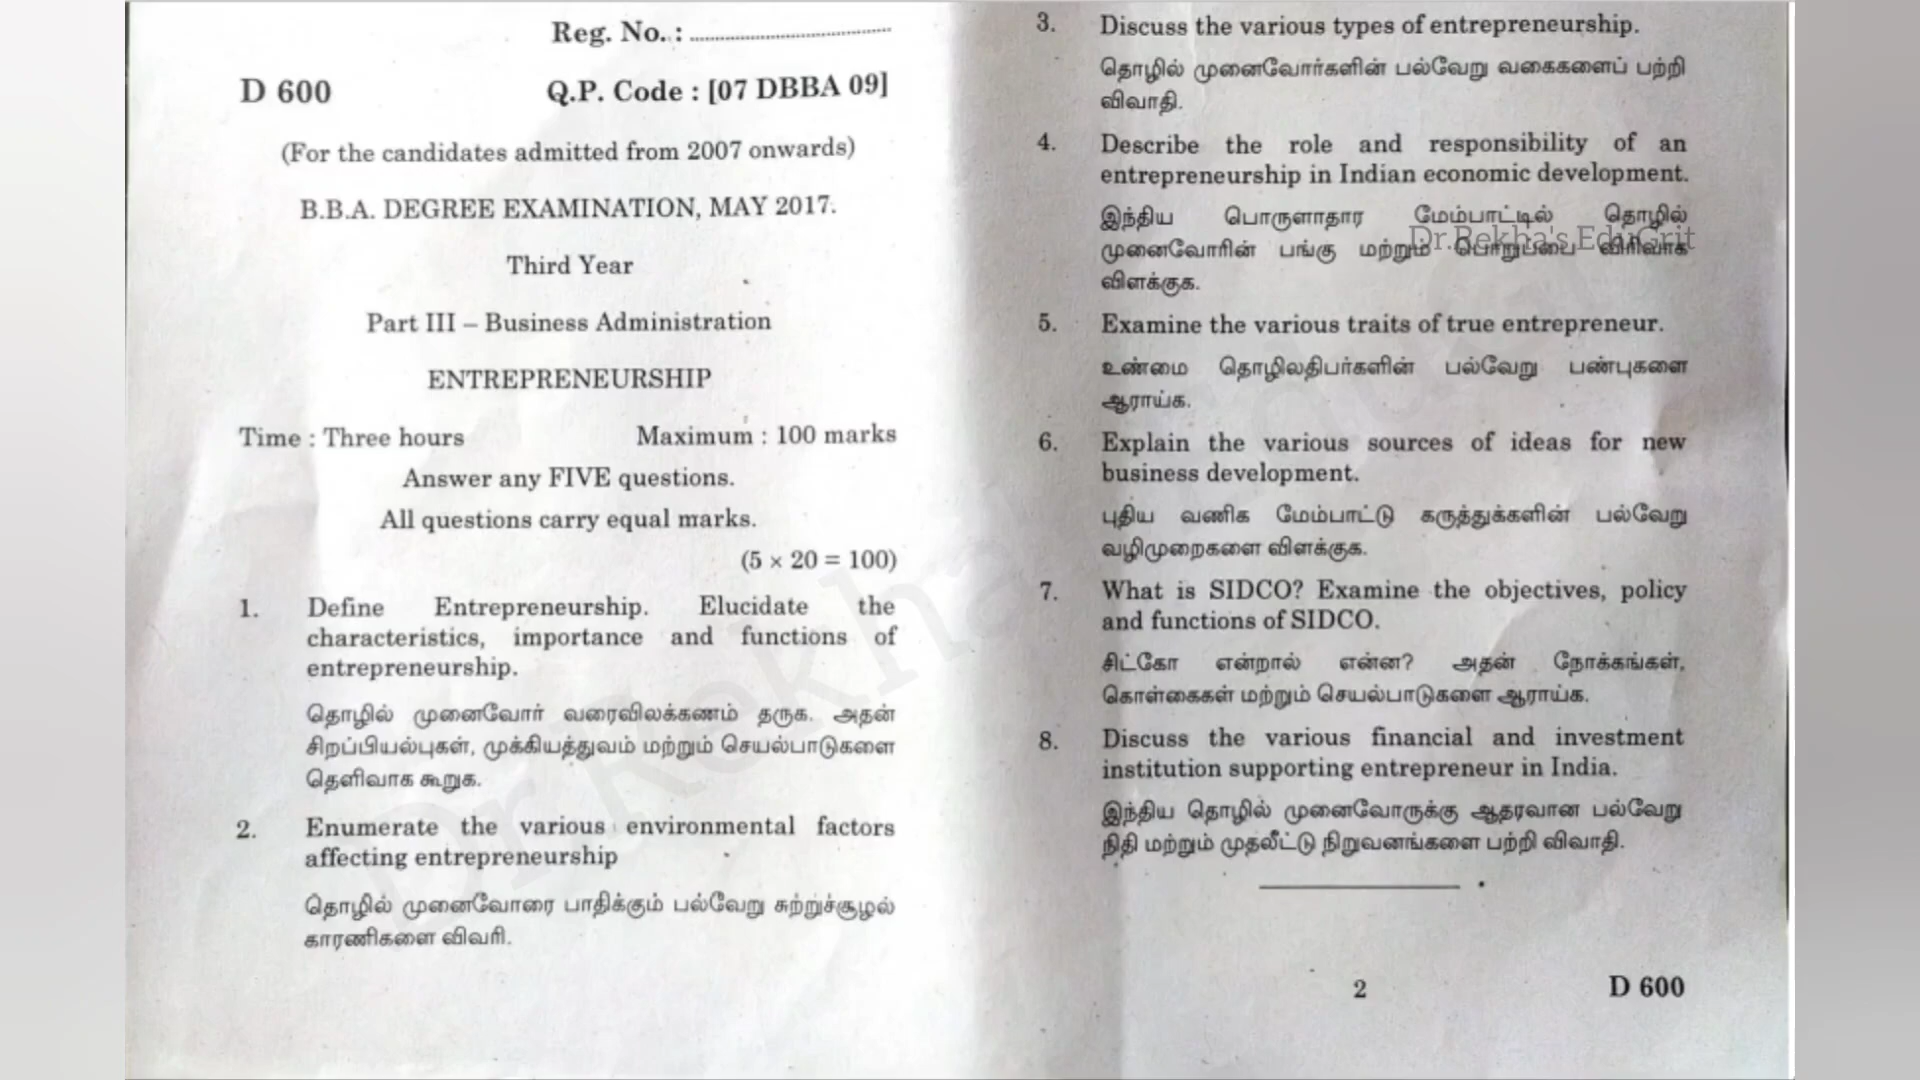 Reg. No. : ..............................
D 600 Q.P. Code : [07 DBBA 09]
(For the candidates admitted from 2007 onwards)
B.B.A. DEGREE EXAMINATION, MAY 2017.
Third Year
Part III – Business Administration
ENTREPRENEURSHIP
Time : Three hours Maximum : 100 marks
Answer any FIVE questions.
All questions carry equal marks.
(5 × 20 = 100)
1. Define Entrepreneurship. Elucidate the
characteristics, importance and functions of
entrepreneurship.
தொழில் முனைவோர் வரைவிலக்கணம் தருக. அதன்
சிறப்பியல்புகள், முக்கியத்துவம் மற்றும் செயல்பாடுகளை
தெளிவாக கூறுக.
2. Enumerate the various environmental factors
affecting entrepreneurship
தொழில் முனைவோரை பாதிக்கும் பல்வேறு சுற்றுச்சூழல்
காரணிகளை விவரி.
3. Discuss the various types of entrepreneurship.
தொழில் முனைவோர்களின் பல்வேறு வகைகளைப் பற்றி
விவாதி.
4. Describe the role and responsibility of an
entrepreneurship in Indian economic development.
இந்திய பொருளாதார மேம்பாட்டில் தொழில்
Dr.Rekha's EduGrit
முனைவோரின் பங்கு மற்றும் பொறுப்பை விரிவாக
விளக்குக.
5. Examine the various traits of true entrepreneur.
உண்மை தொழிலதிபர்களின் பல்வேறு பண்புகளை
ஆராய்க.
6. Explain the various sources of ideas for new
business development.
புதிய வணிக மேம்பாட்டு கருத்துக்களின் பல்வேறு
வழிமுறைகளை விளக்குக.
7. What is SIDCO? Examine the objectives, policy
and functions of SIDCO.
சிட்கோ என்றால் என்ன? அதன் நோக்கங்கள்,
கொள்கைகள் மற்றும் செயல்பாடுகளை ஆராய்க.
8. Discuss the various financial and investment
institution supporting entrepreneur in India.
இந்திய தொழில் முனைவோருக்கு ஆதரவான பல்வேறு
நிதி மற்றும் முதலீட்டு நிறுவனங்களை பற்றி விவாதி.
2 D 600